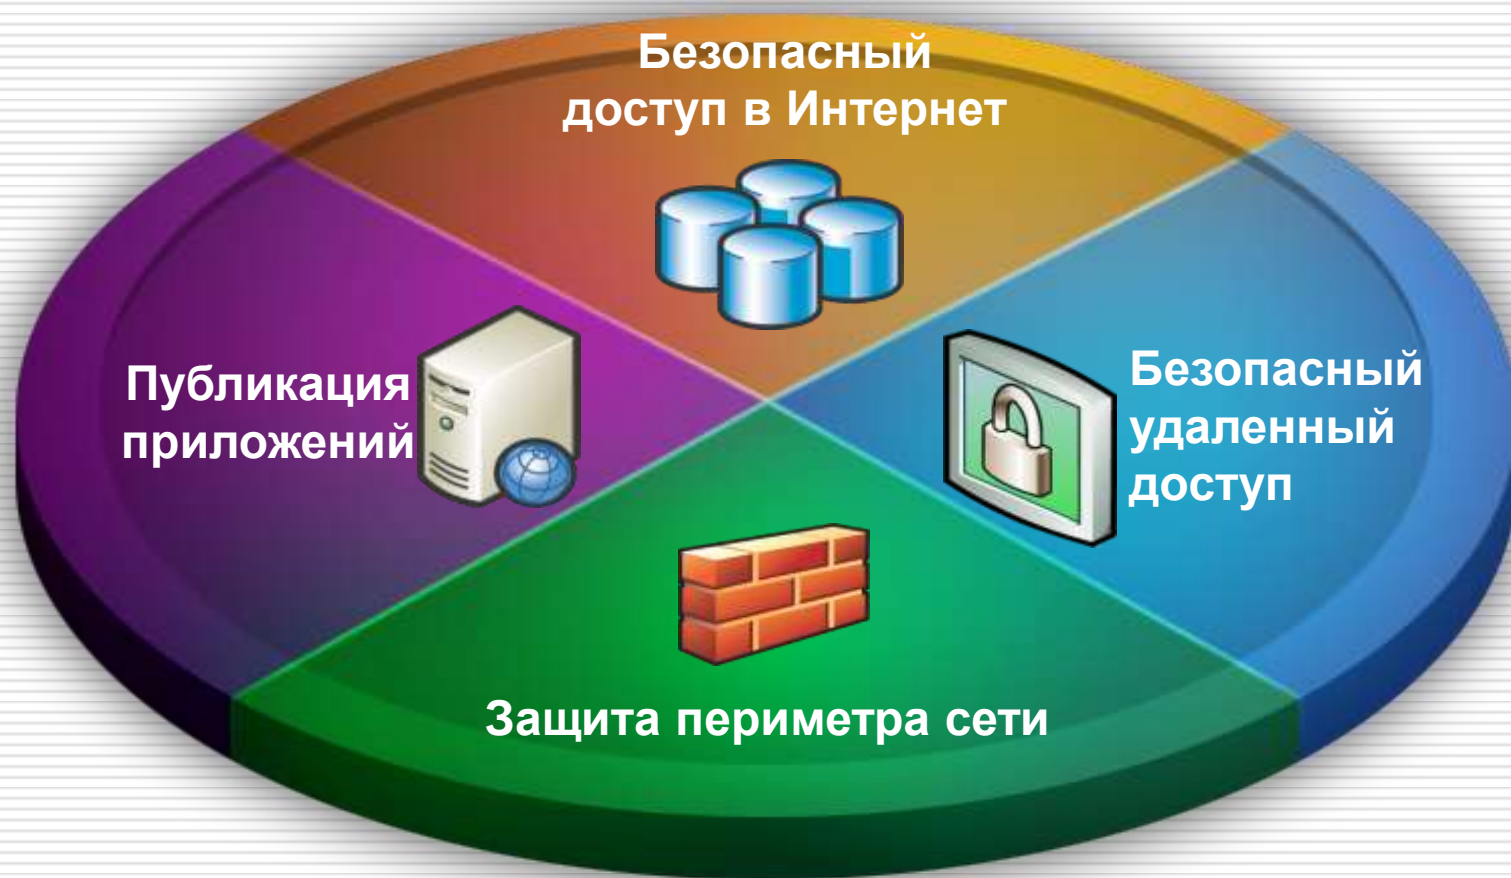 Безопасный
доступ в Интернет
Публикация
приложений
Безопасный
удаленный
доступ
Защита периметра сети